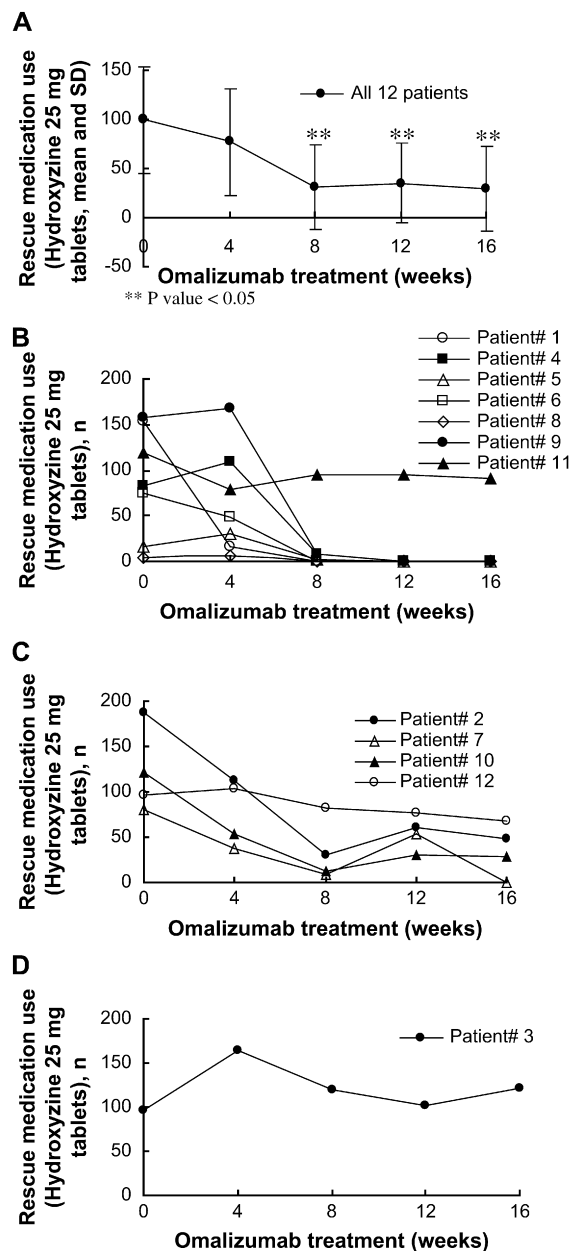 A
Rescue medication use
(Hydroxyzine 25 mg
tablets, mean and SD)
150
100
50
0
-50
All 12 patients
**
**
**
0
4
8
12
16
Omalizumab treatment (weeks)
** P value < 0.05
B
Rescue medication use
(Hydroxyzine 25 mg
tablets), n
Patient# 1
Patient# 4
Patient# 5
Patient# 6
Patient# 8
Patient# 9
Patient# 11
200
150
100
50
0
0
4
8
12
16
Omalizumab treatment (weeks)
C
Rescue medication use
(Hydroxyzine 25 mg
tablets), n
200
150
100
50
0
Patient# 2
Patient# 7
Patient# 10
Patient# 12
0
4
8
12
16
Omalizumab treatment (weeks)
D
Rescue medication use
(Hydroxyzine 25 mg
tablets), n
200
150
100
50
0
Patient# 3
0
4
8
12
16
Omalizumab treatment (weeks)